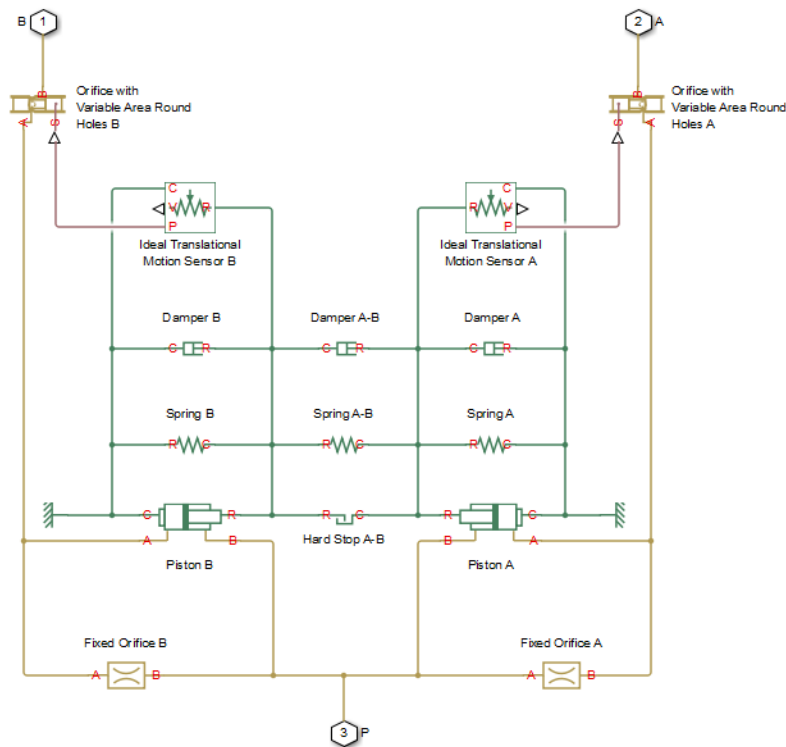 B 1
2 A
B
B
Orifice with
Variable Area Round
Holes B
Orifice with
Variable Area Round
Holes A
A S
S A
C
V R
P
C
R V
P
Ideal Translational
Motion Sensor B
Ideal Translational
Motion Sensor A
Damper B
Damper A-B
Damper A
C R
C R
C R
Spring B
Spring A-B
Spring A
R C
R C
R C
C R
R C
R C
Hard Stop A-B
A B
B A
Piston B
Piston A
Fixed Orifice B
Fixed Orifice A
A B
A B
3 P